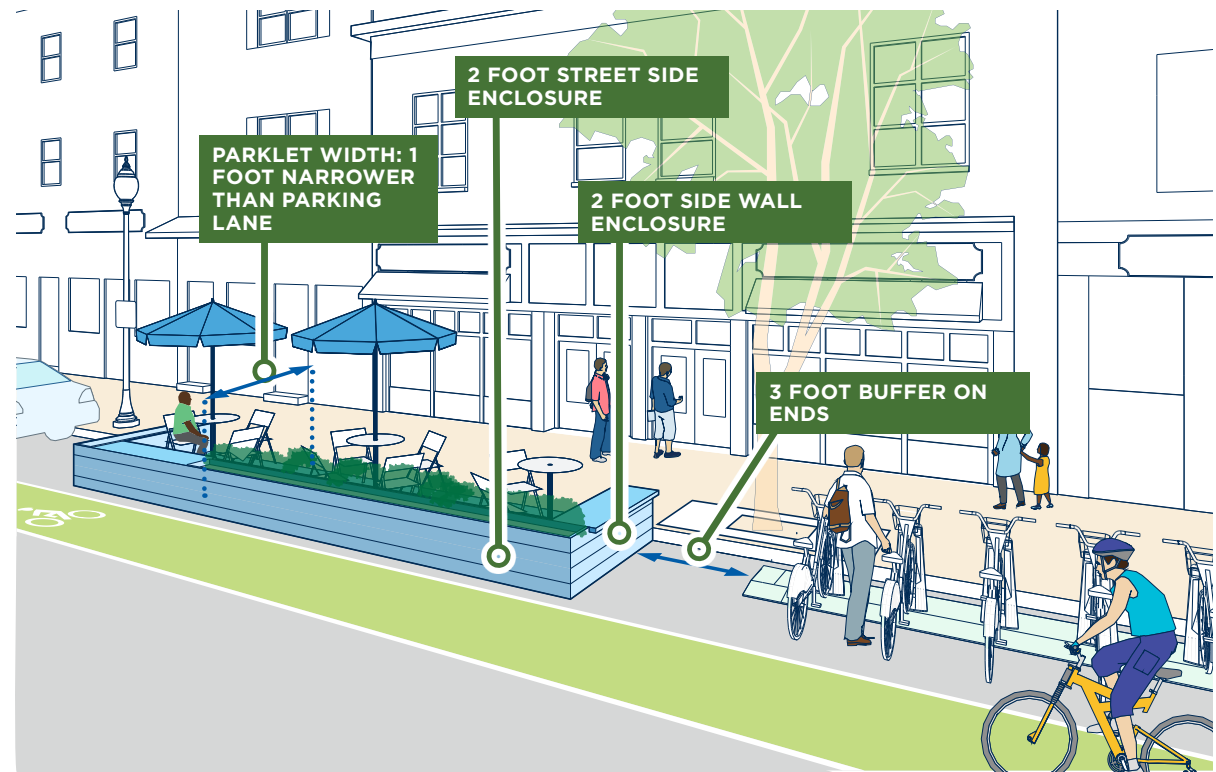 2 FOOT STREET SIDE
ENCLOSURE
PARKLET WIDTH: 1
FOOT NARROWER
THAN PARKING
LANE
2 FOOT SIDE WALL
ENCLOSURE
3 FOOT BUFFER ON
ENDS